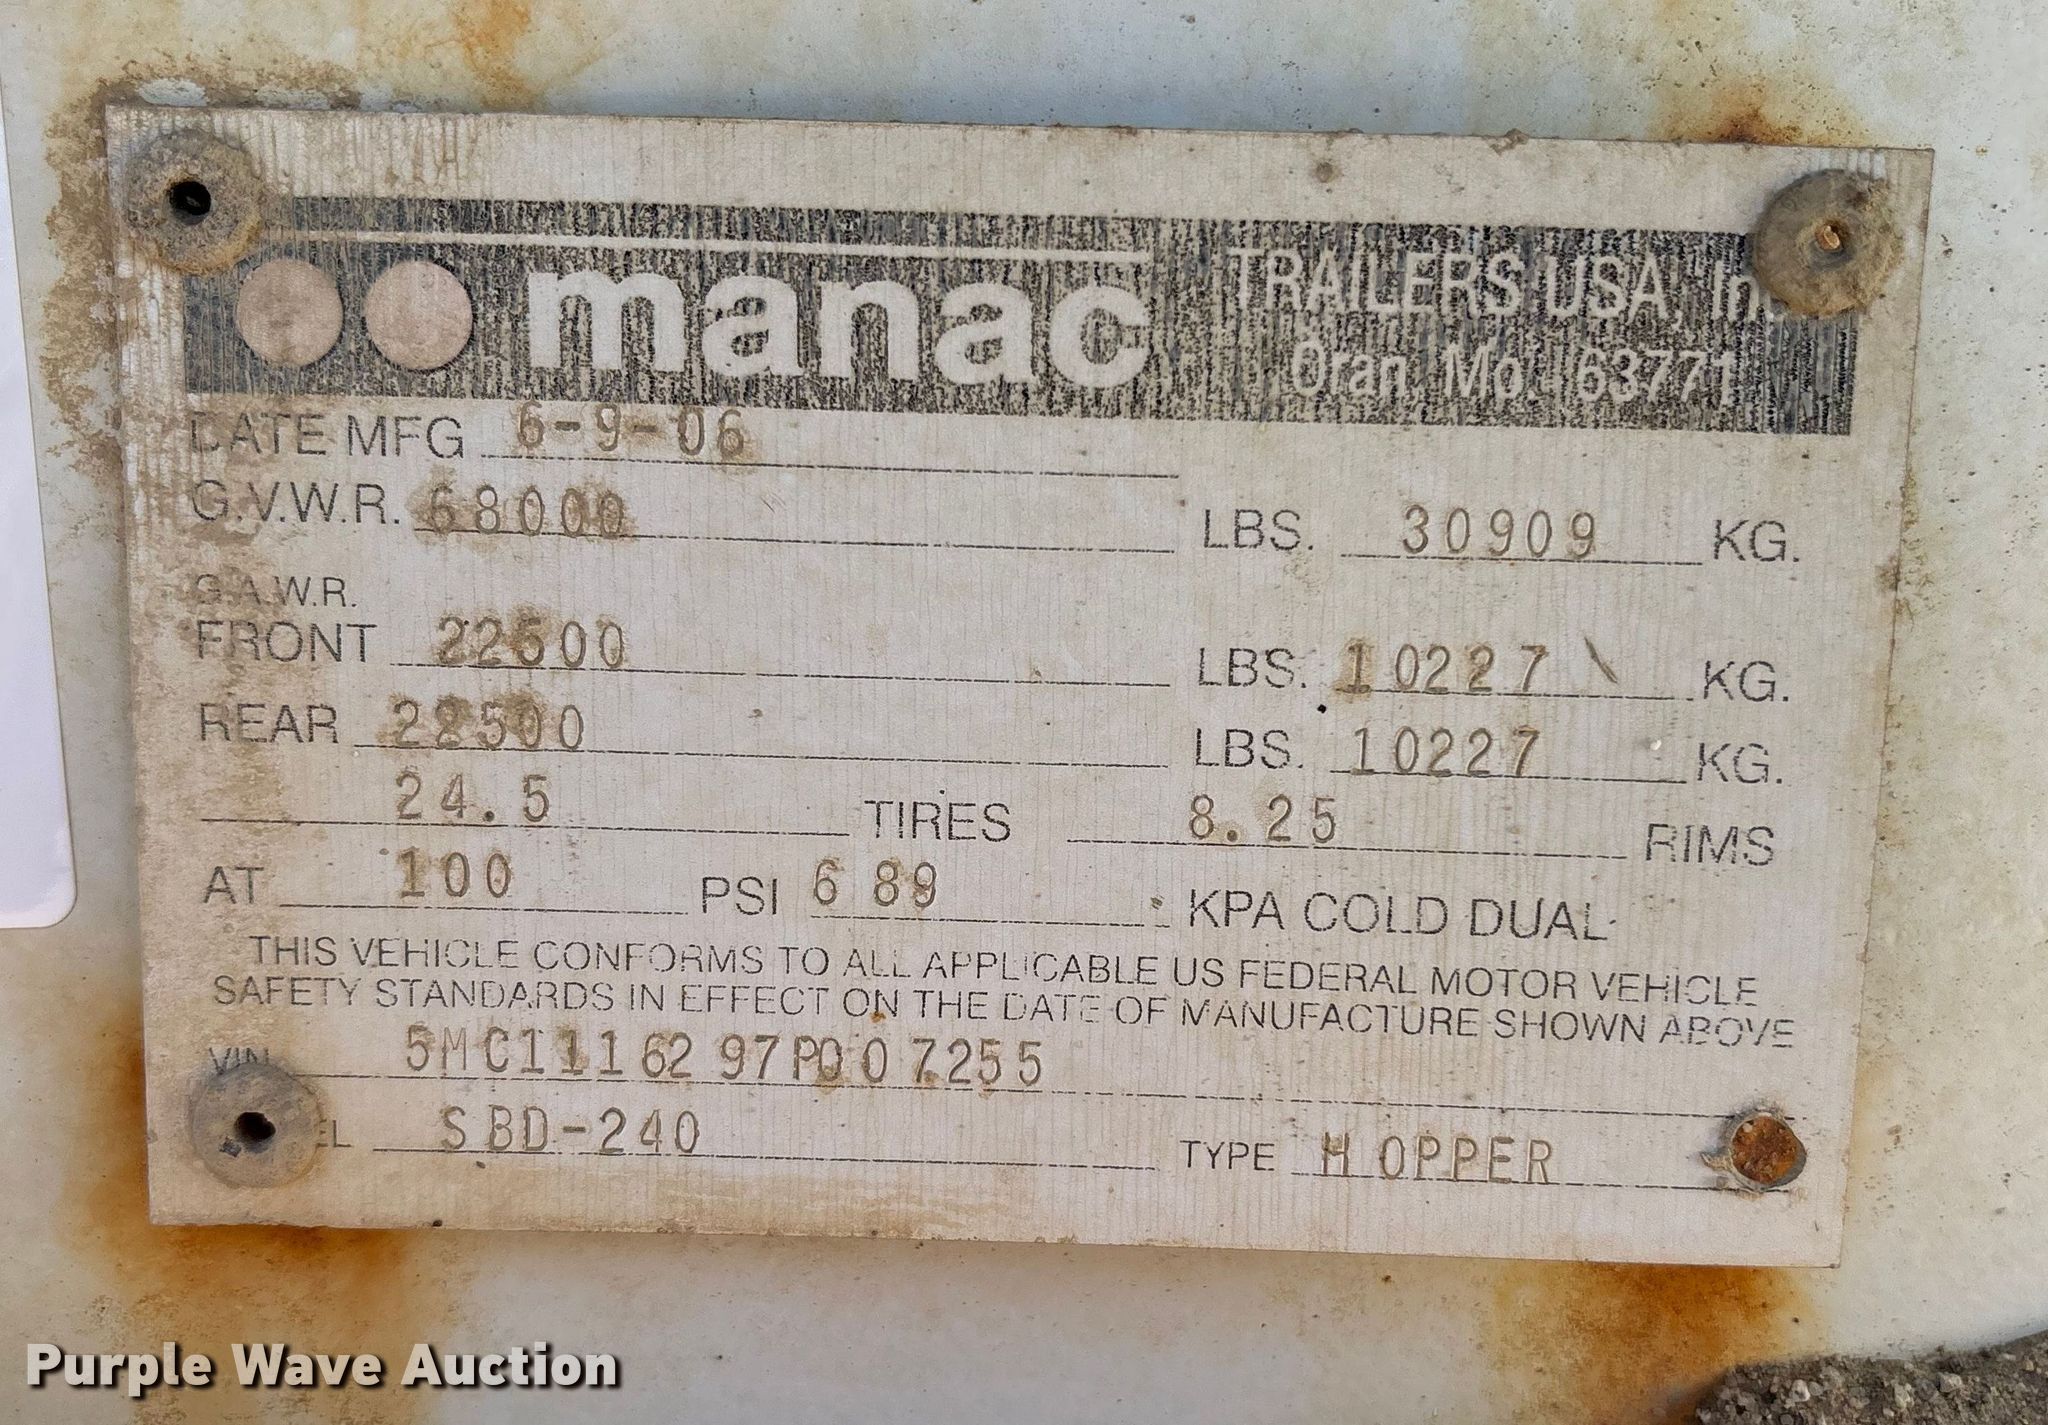 manac TRAILERS USA,
Oran, Mo. 63771
DATE MFG 6-9-06
G.V.W.R. 68000 LBS. 30909 KG.
G.A.W.R.
FRONT 22500 LBS. 10227 KG.
REAR 22500 LBS. 10227 KG.
24.5 TIRES 8.25 RIMS
AT 100 PSI 689 KPA COLD DUAL
THIS VEHICLE CONFORMS TO ALL APPLICABLE US FEDERAL MOTOR VEHICLE
SAFETY STANDARDS IN EFFECT ON THE DATE OF MANUFACTURE SHOWN ABOVE
VIN 5MC1116297P007255
SBD-240 TYPE HOPPER
Purple Wave Auction